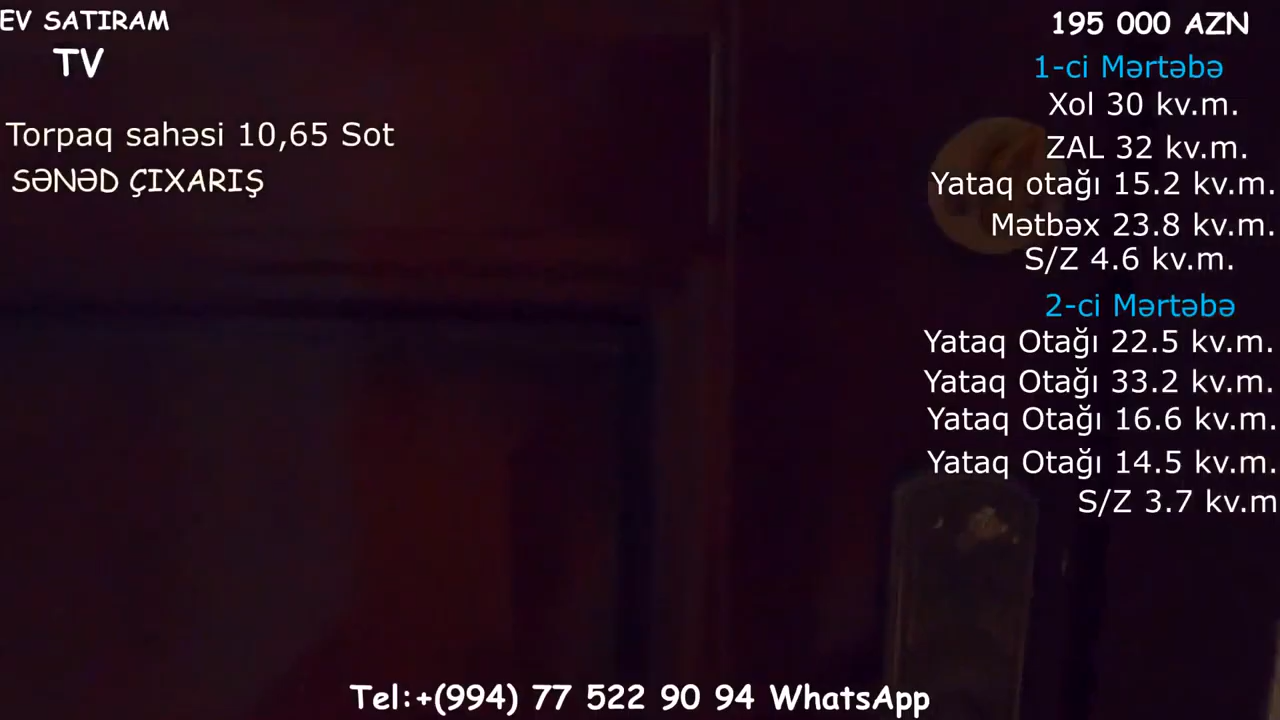 EV SATIRAM
TV
Torpaq sahəsi 10,65 Sot
SƏNƏD ÇIXARIŞ
195 000 AZN
1-ci Mərtəbə
Xol 30 kv.m.
ZAL 32 kv.m.
Yataq otağı 15.2 kv.m.
Mətbəx 23.8 kv.m.
S/Z 4.6 kv.m.
2-ci Mərtəbə
Yataq Otağı 22.5 kv.m.
Yataq Otağı 33.2 kv.m.
Yataq Otağı 16.6 kv.m.
Yataq Otağı 14.5 kv.m.
S/Z 3.7 kv.m
Tel:+(994) 77 522 90 94 WhatsApp